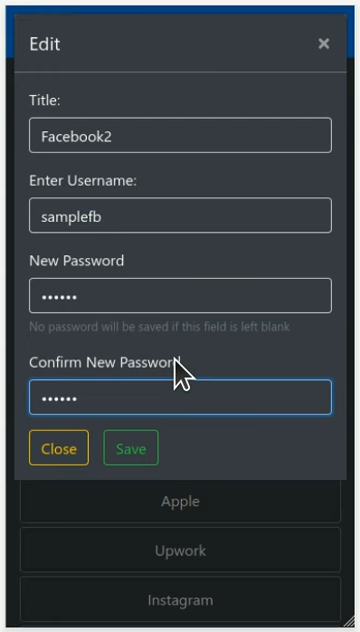 Edit ×
Title:
Facebook2
Enter Username:
samplefb
New Password
••••••
No password will be saved if this field is left blank
Confirm New Password
••••••
Close Save
Apple
Upwork
Instagram